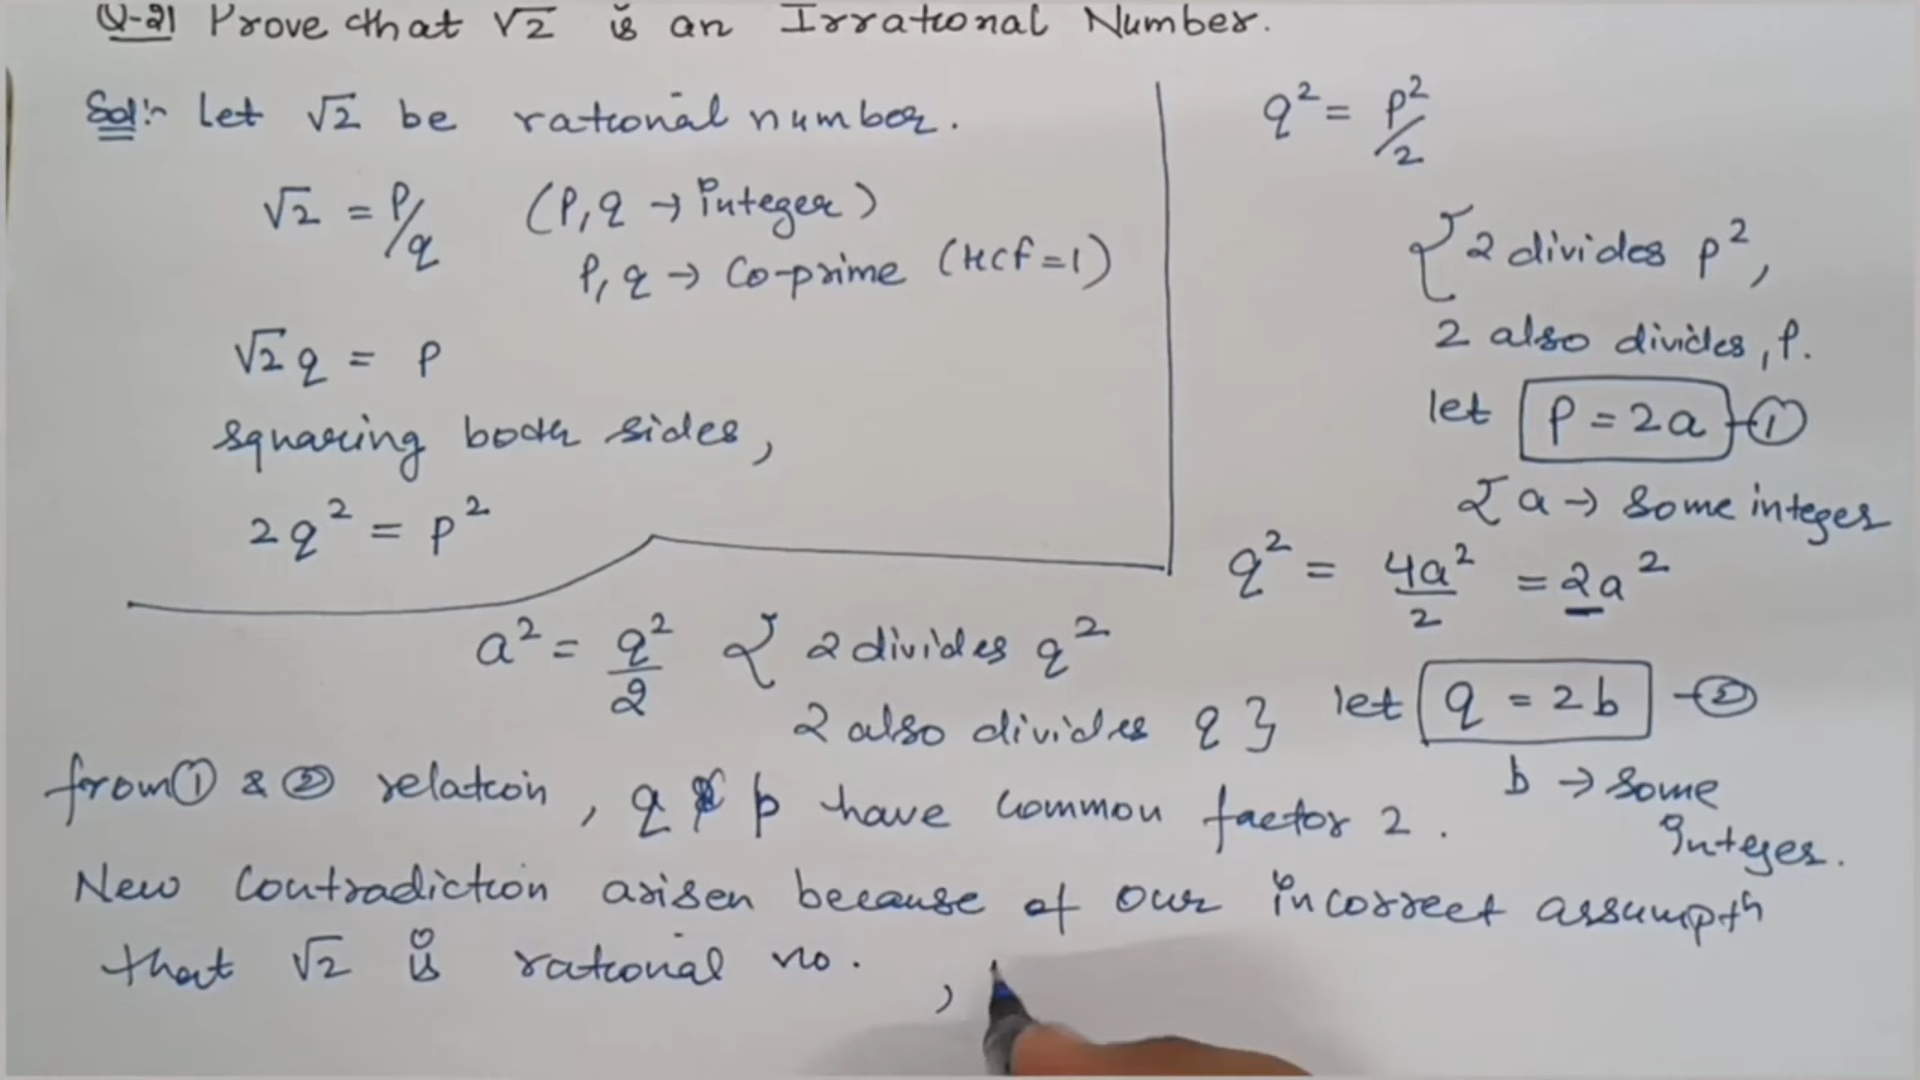 Q-21 Prove that √2 is an Irrational Number.
Sol:- Let √2 be rational number.
√2 = P/q (P, q → integer)
P, q → Co-prime (HCF = 1)
√2 q = P
squaring both sides,
2q² = p²
q² = p²/2
{ 2 divides p²,
2 also divides, P.
let P = 2a - ①
{ a → some integer
q² = 4a²/2 = 2a²
a² = q²/2 { 2 divides q²
2 also divides q }
let q = 2b - ②
b → some
integer.
from ① & ② relation, q & p have common factor 2.
New Contradiction arisen because of our incorrect assumptⁿ
that √2 is rational no. ,